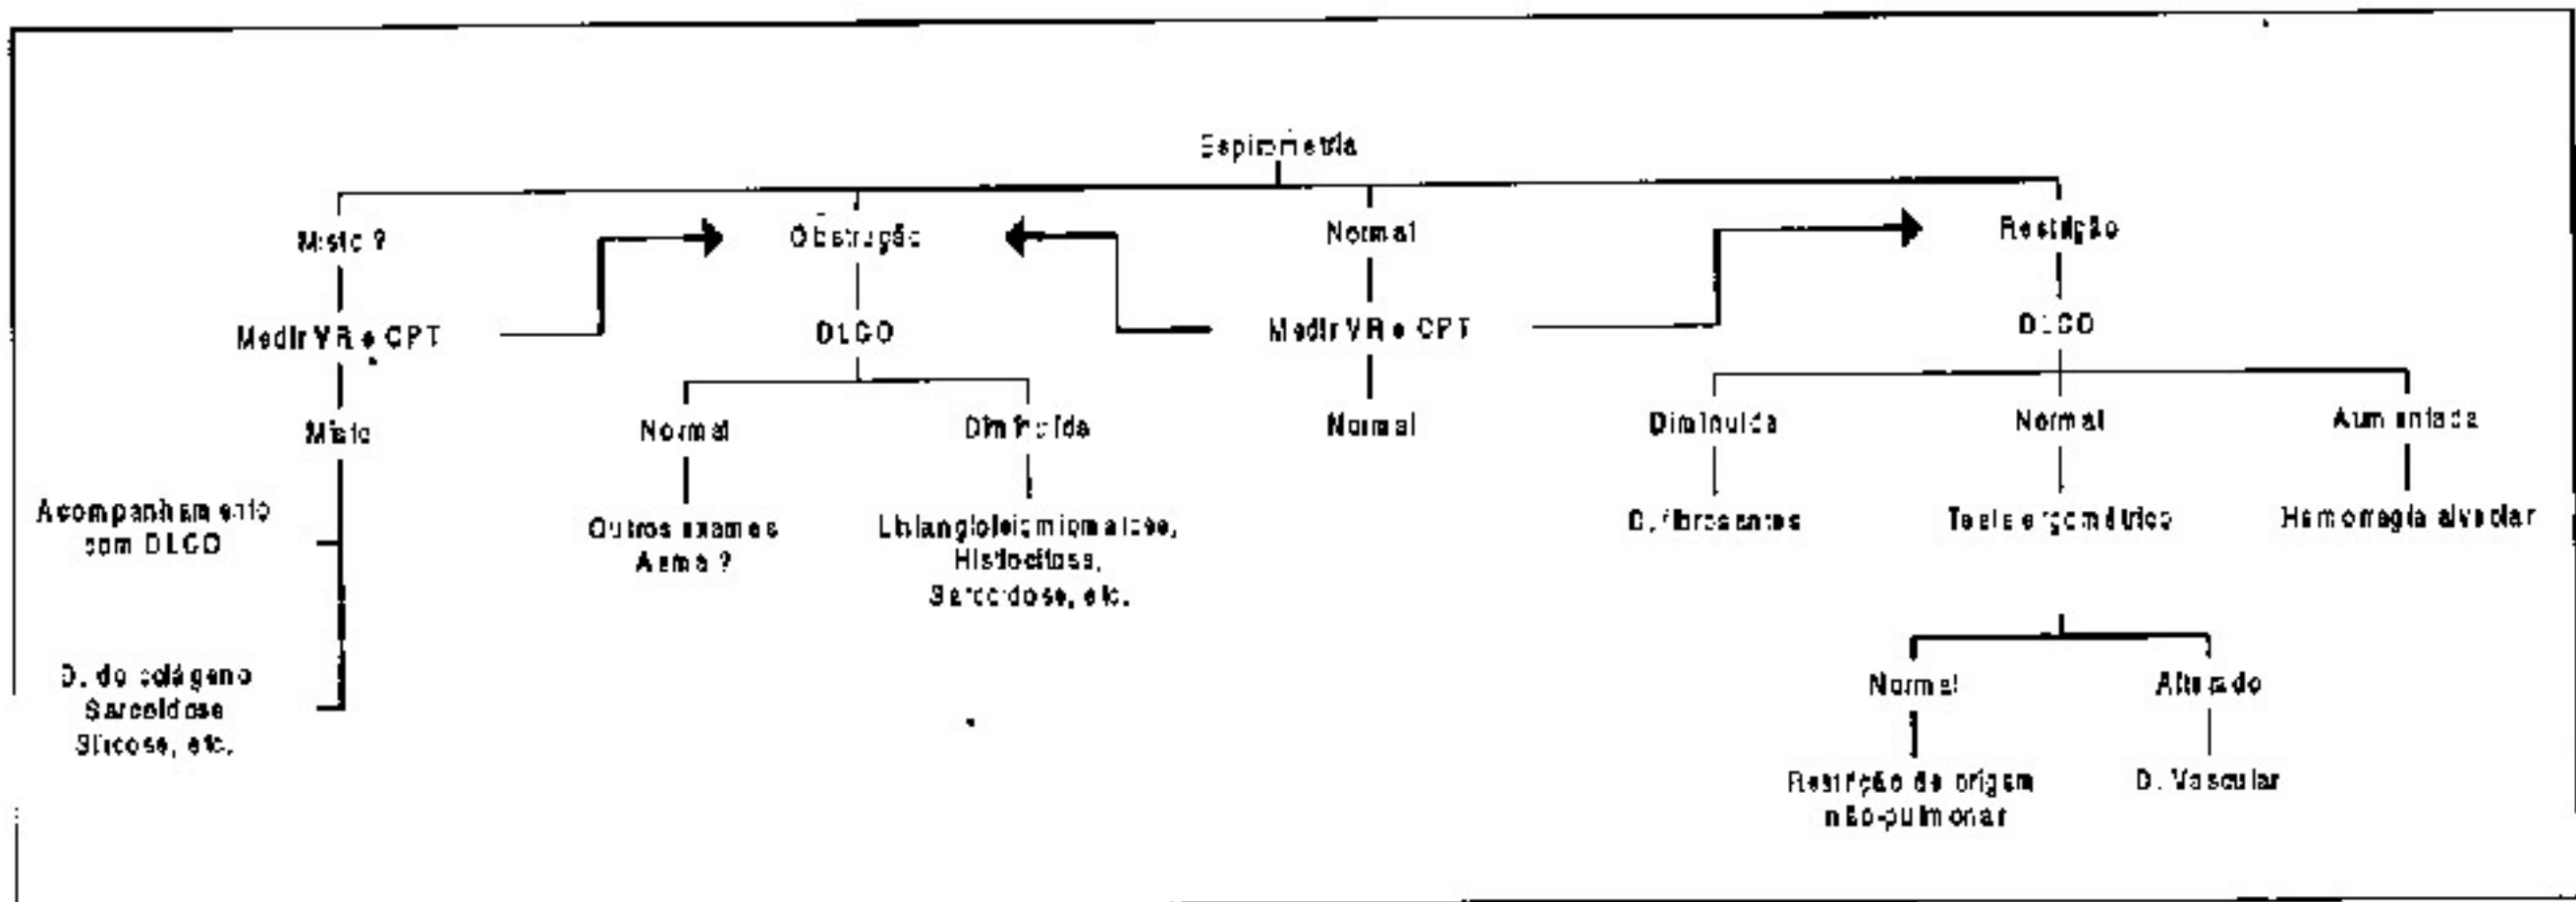 Espirometria
Misto ?
Obstrução
Normal
Restrição
Medir VR e CPT
DLCO
Medir VR e CPT
DLCO
Misto
Normal
Diminuída
Normal
Diminuída
Normal
Aumentada
Acompanhamento
com DLCO
Outros exames
Asma ?
Linfangioleiomiomatose,
Histiocitose,
Sarcoidose, etc.
D. fibrosantes
Teste ergométrico
Hemorragia alveolar
D. do colágeno
Sarcoidose
Silicose, etc.
Normal
Alterado
Restrição de origem
não-pulmonar
D. Vascular